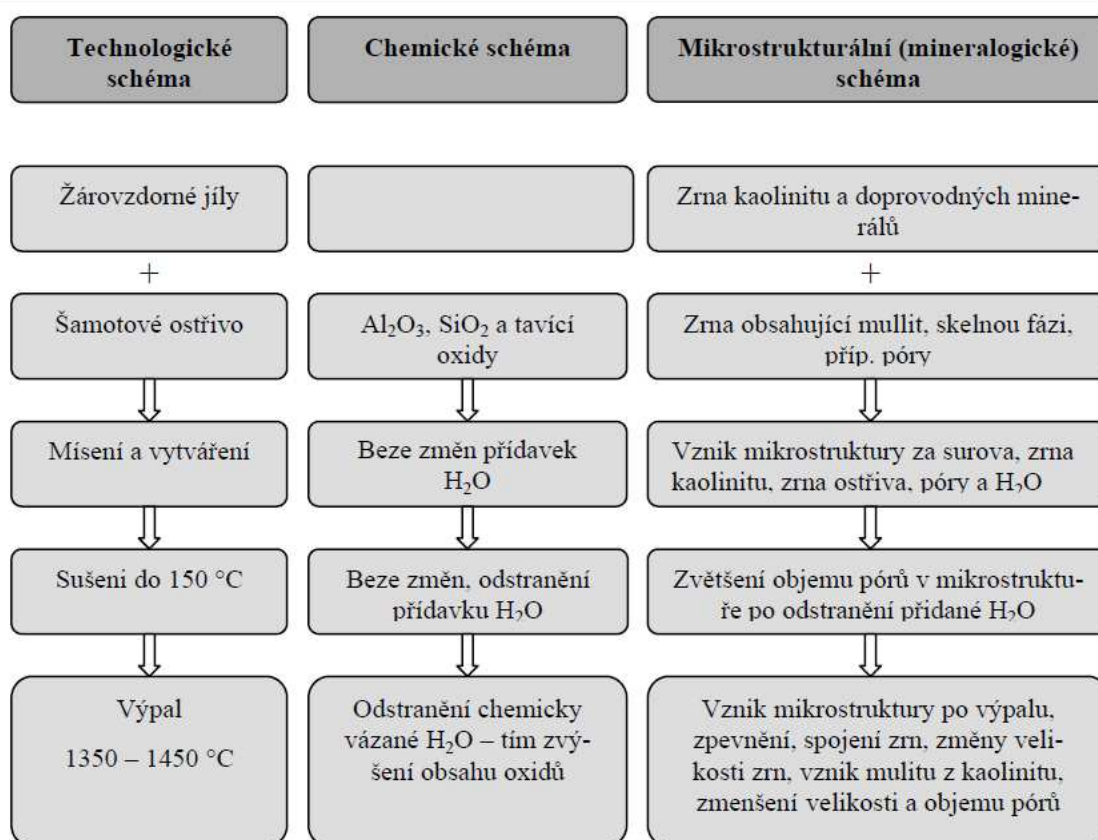 Technologické
schéma
Chemické schéma
Mikrostrukturální (mineralogické)
schéma
Žárovzdorné jíly
Zrna kaolinitu a doprovodných mine-
rálů
+
+
Šamotové ostřivo
Al₂O₃, SiO₂ a tavící
oxidy
Zrna obsahující mullit, skelnou fázi,
příp. póry
Mísení a vytváření
Beze změn přídavek
H₂O
Vznik mikrostruktury za surova, zrna
kaolinitu, zrna ostřiva, póry a H₂O
Sušení do 150 °C
Beze změn, odstranění
přídavku H₂O
Zvětšení objemu pórů v mikrostruktu-
ře po odstranění přidané H₂O
Výpal
1350 – 1450 °C
Odstranění chemicky
vázané H₂O – tím zvý-
šení obsahu oxidů
Vznik mikrostruktury po výpalu,
zpevnění, spojení zrn, změny veli-
kosti zrn, vznik mulitu z kaolinitu,
zmenšení velikosti a objemu pórů